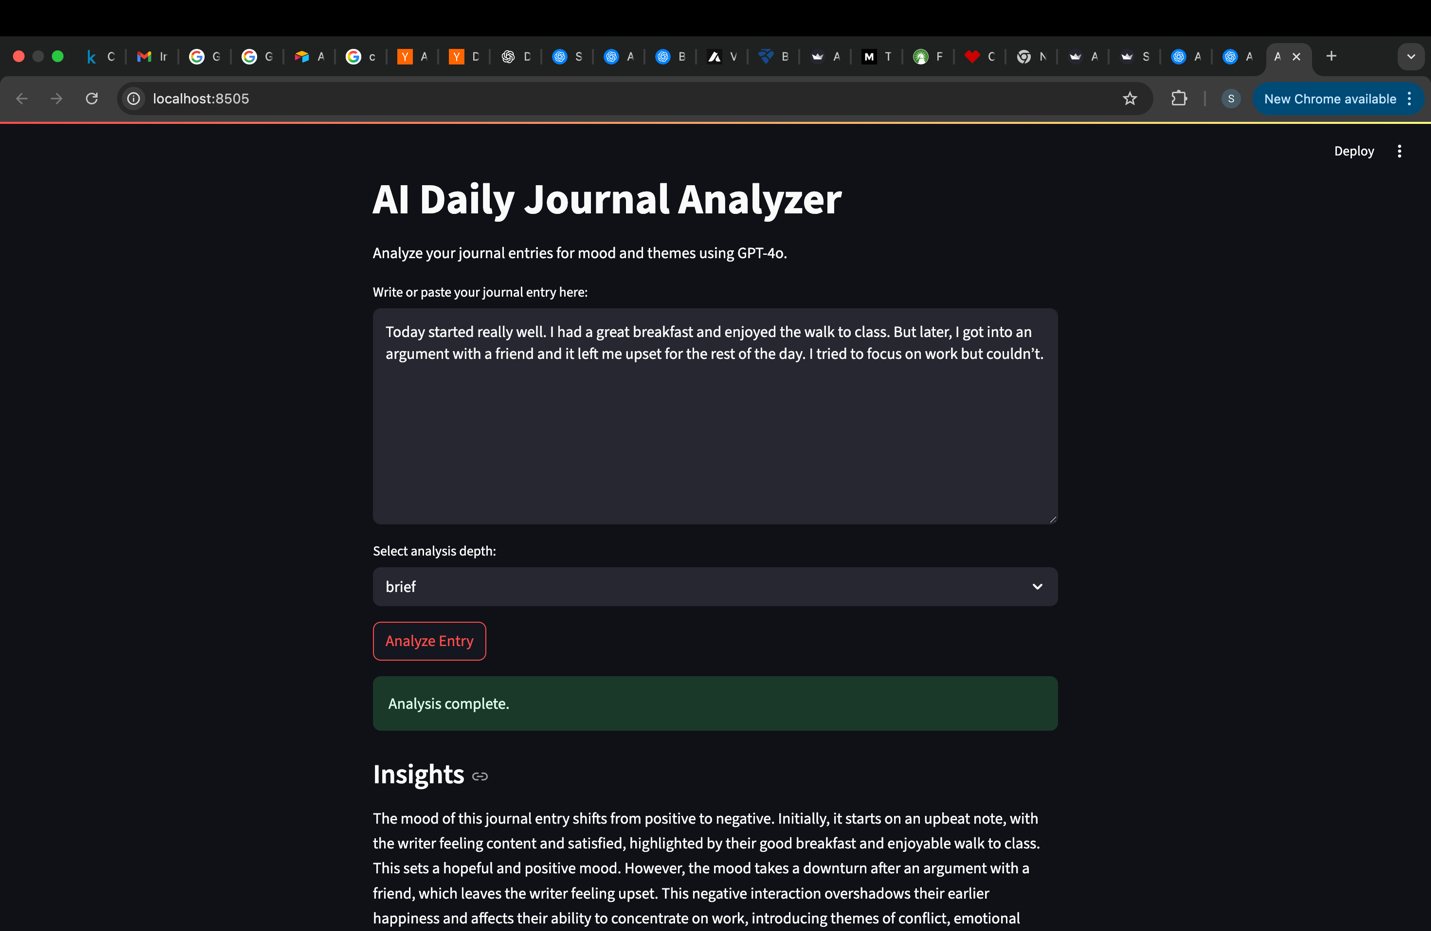 k C Ir G G A c Y A Y D D S A B V B A M T F C N A S A A A × +
localhost:8505
S
New Chrome available
Deploy
AI Daily Journal Analyzer
Analyze your journal entries for mood and themes using GPT-4o.
Write or paste your journal entry here:
Today started really well. I had a great breakfast and enjoyed the walk to class. But later, I got into an
argument with a friend and it left me upset for the rest of the day. I tried to focus on work but couldn’t.
Select analysis depth:
brief
Analyze Entry
Analysis complete.
Insights
The mood of this journal entry shifts from positive to negative. Initially, it starts on an upbeat note, with
the writer feeling content and satisfied, highlighted by their good breakfast and enjoyable walk to class.
This sets a hopeful and positive mood. However, the mood takes a downturn after an argument with a
friend, which leaves the writer feeling upset. This negative interaction overshadows their earlier
happiness and affects their ability to concentrate on work, introducing themes of conflict, emotional